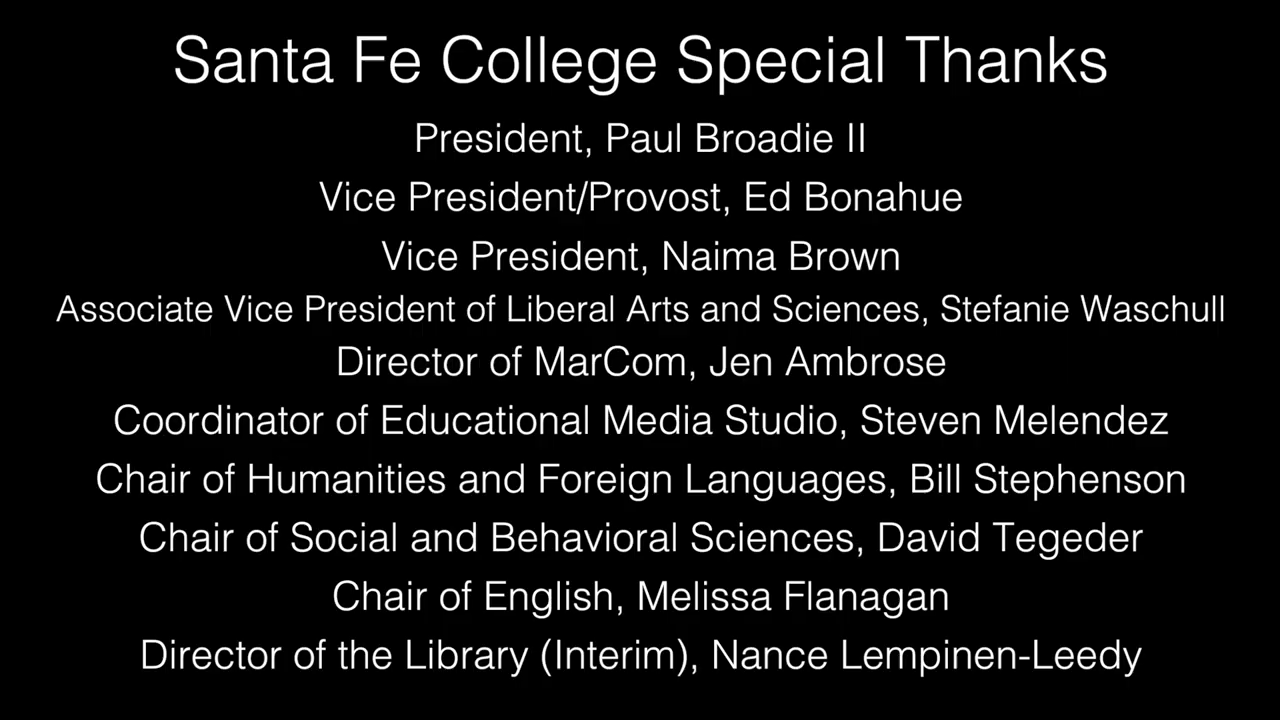 Santa Fe College Special Thanks
President, Paul Broadie II
Vice President/Provost, Ed Bonahue
Vice President, Naima Brown
Associate Vice President of Liberal Arts and Sciences, Stefanie Waschull
Director of MarCom, Jen Ambrose
Coordinator of Educational Media Studio, Steven Melendez
Chair of Humanities and Foreign Languages, Bill Stephenson
Chair of Social and Behavioral Sciences, David Tegeder
Chair of English, Melissa Flanagan
Director of the Library (Interim), Nance Lempinen-Leedy